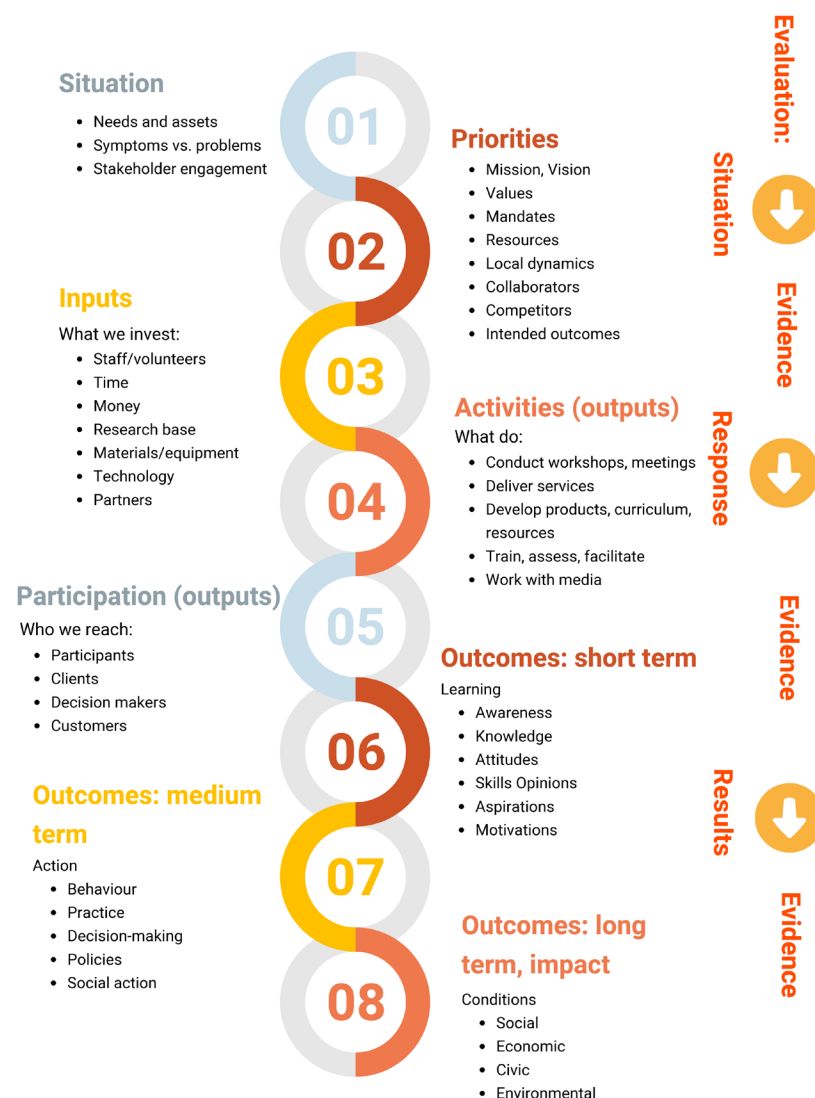 Situation
• Needs and assets
• Symptoms vs. problems
• Stakeholder engagement
01
Priorities
• Mission, Vision
• Values
• Mandates
• Resources
• Local dynamics
• Collaborators
• Competitors
• Intended outcomes
02
Inputs
What we invest:
• Staff/volunteers
• Time
• Money
• Research base
• Materials/equipment
• Technology
• Partners
03
Activities (outputs)
What do:
• Conduct workshops, meetings
• Deliver services
• Develop products, curriculum,
resources
• Train, assess, facilitate
• Work with media
04
Participation (outputs)
Who we reach:
• Participants
• Clients
• Decision makers
• Customers
05
Outcomes: short term
Learning
• Awareness
• Knowledge
• Attitudes
• Skills Opinions
• Aspirations
• Motivations
06
Outcomes: medium
term
Action
• Behaviour
• Practice
• Decision-making
• Policies
• Social action
07
Outcomes: long
term, impact
Conditions
• Social
• Economic
• Civic
• Environmental
08
Evaluation:
Situation
Evidence
Response
Evidence
Results
Evidence